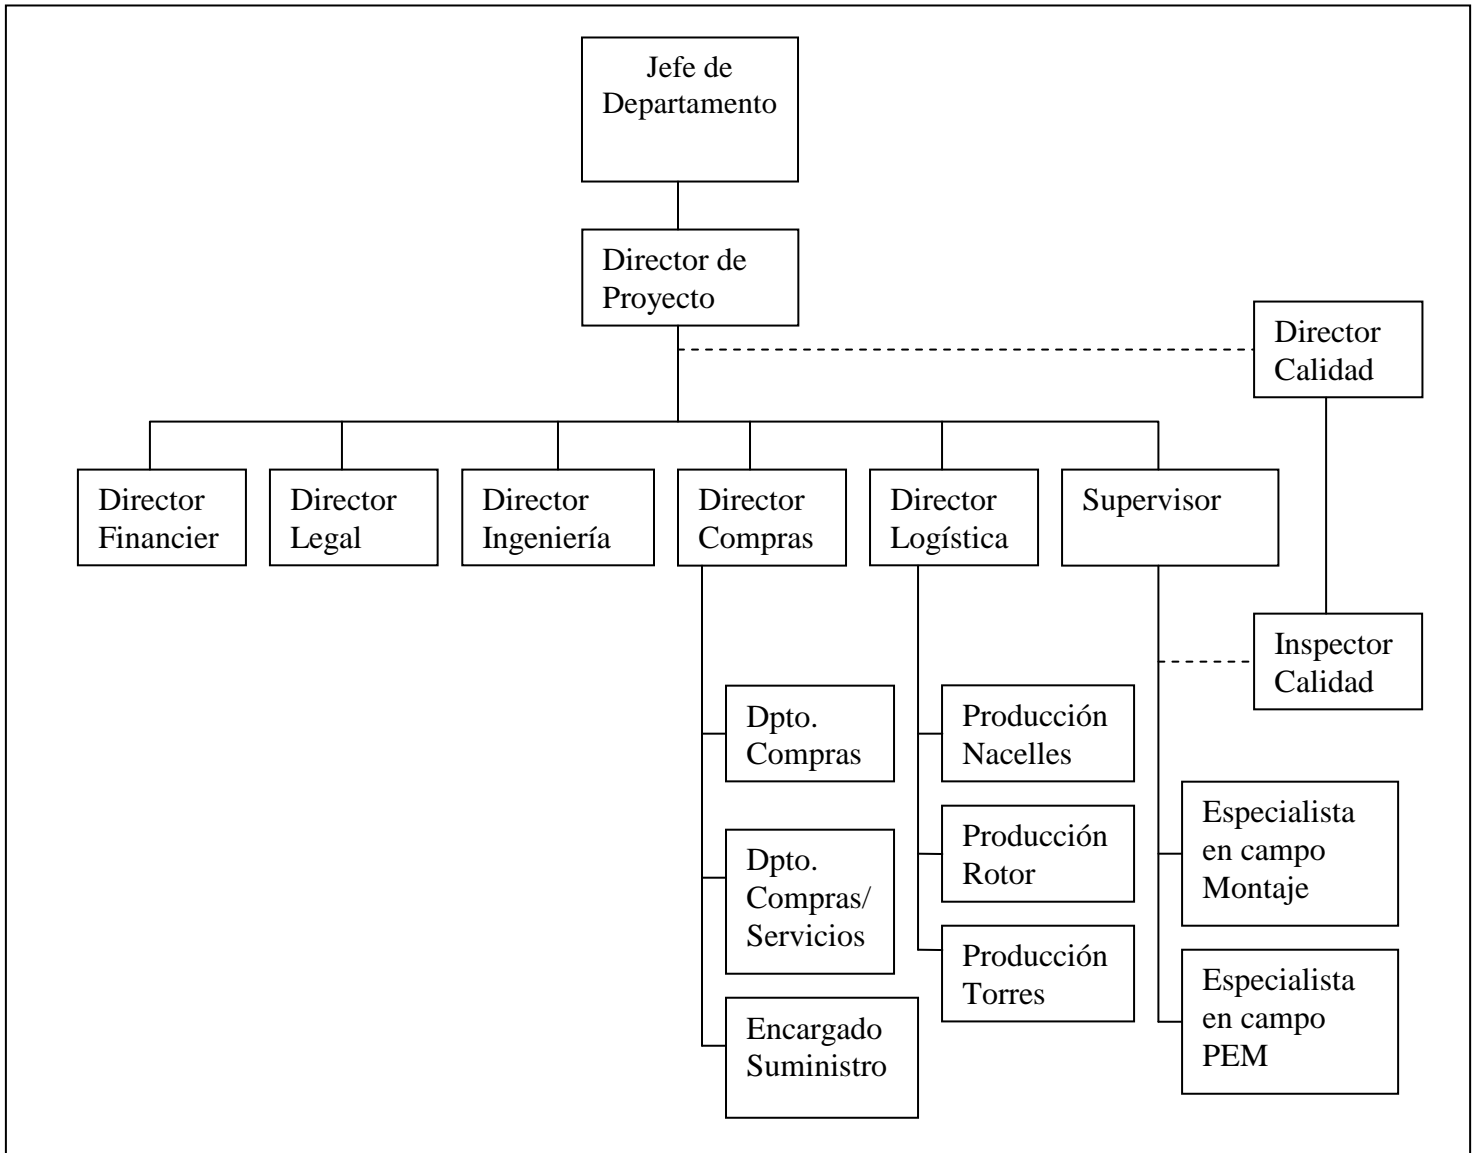 Jefe de
Departamento
Director de
Proyecto
Director
Calidad
Director
Financier
Director
Legal
Director
Ingeniería
Director
Compras
Director
Logística
Supervisor
Inspector
Calidad
Dpto.
Compras
Dpto.
Compras/
Servicios
Encargado
Suministro
Producción
Nacelles
Producción
Rotor
Producción
Torres
Especialista
en campo
Montaje
Especialista
en campo
PEM